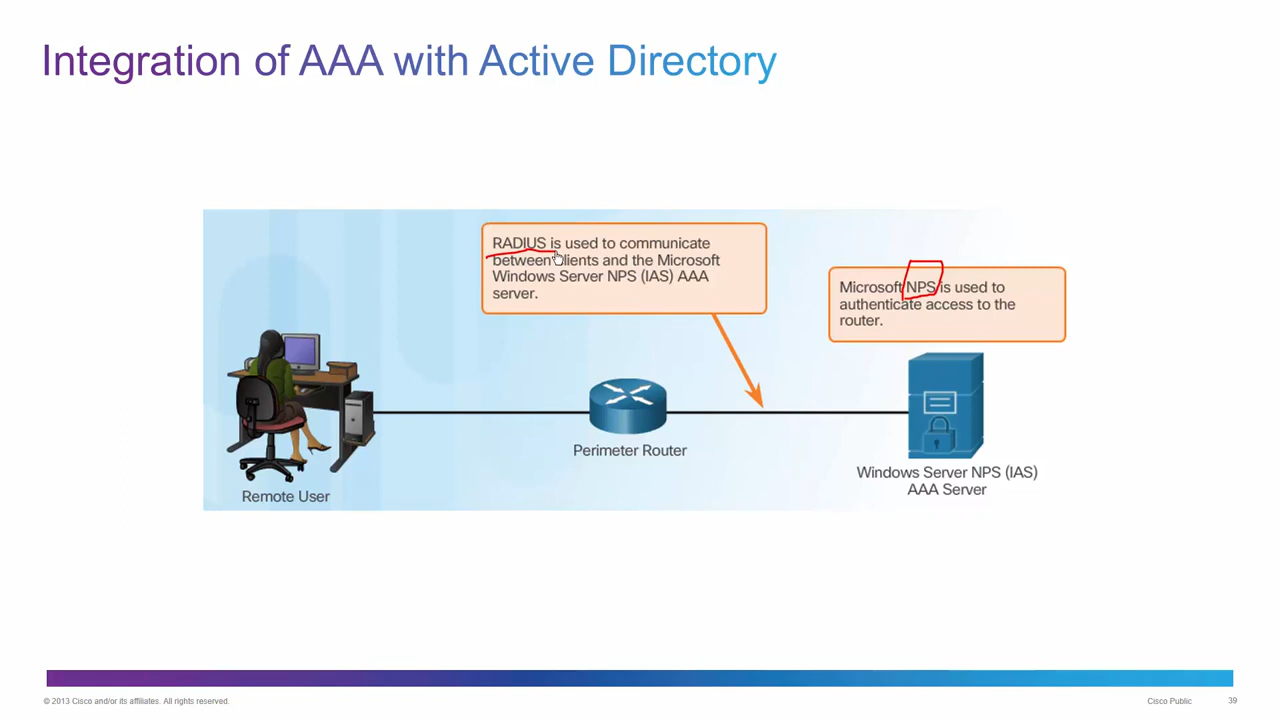 Integration of AAA with Active Directory
RADIUS is used to communicate
between clients and the Microsoft
Windows Server NPS (IAS) AAA
server.
Microsoft NPS is used to
authenticate access to the
router.
Perimeter Router
Windows Server NPS (IAS)
AAA Server
Remote User
© 2013 Cisco and/or its affiliates. All rights reserved.
Cisco Public
39